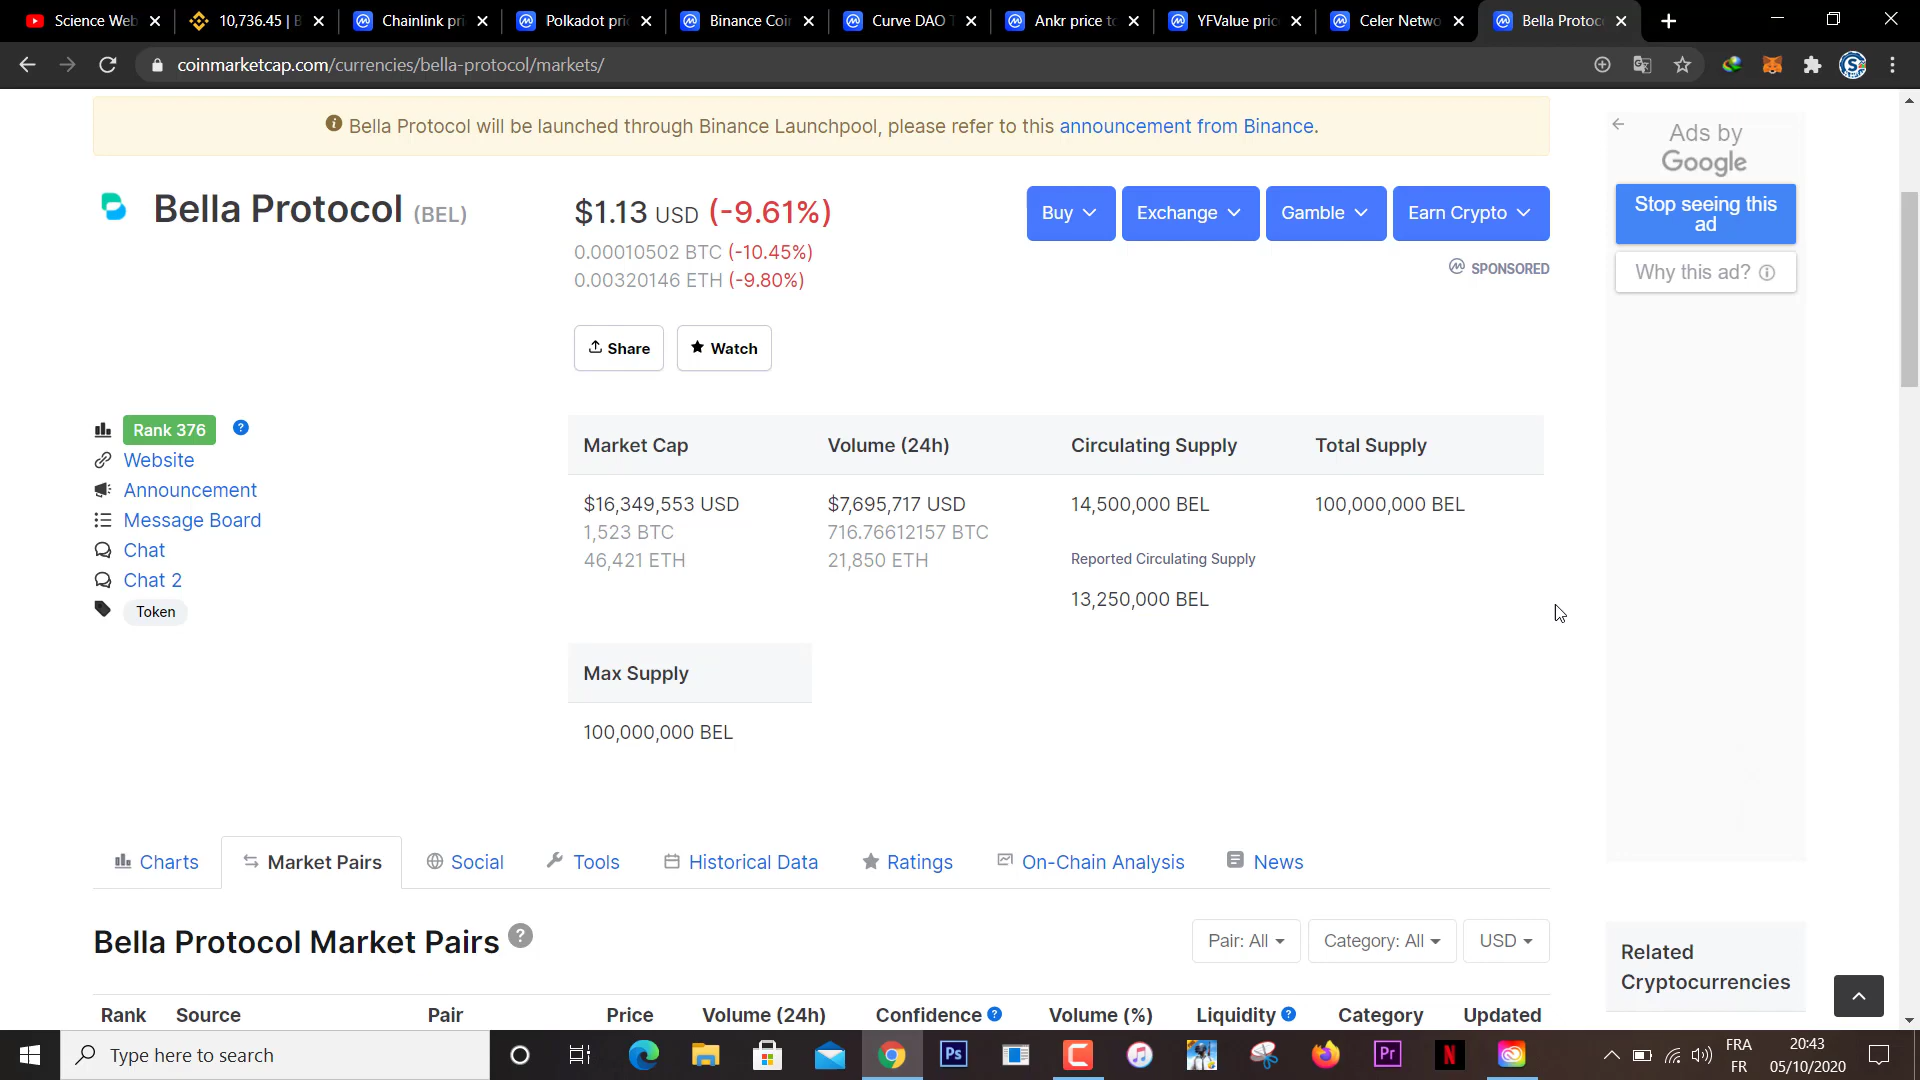 Science Web
10,736.45 | B
Chainlink pri
Polkadot pri
Binance Coin
Curve DAO T
Ankr price to
YFValue pric
Celer Netwo
Bella Protoc
coinmarketcap.com/currencies/bella-protocol/markets/
Bella Protocol will be launched through Binance Launchpool, please refer to this announcement from Binance.
Ads by
Google
Stop seeing this
ad
Why this ad?
Bella Protocol (BEL)
$1.13 USD (-9.61%)
0.00010502 BTC (-10.45%)
0.00320146 ETH (-9.80%)
Buy
Exchange
Gamble
Earn Crypto
SPONSORED
Share
Watch
Rank 376
Website
Announcement
Message Board
Chat
Chat 2
Token
Market Cap
Volume (24h)
Circulating Supply
Total Supply
$16,349,553 USD
1,523 BTC
46,421 ETH
$7,695,717 USD
716.76612157 BTC
21,850 ETH
14,500,000 BEL
Reported Circulating Supply
13,250,000 BEL
100,000,000 BEL
Max Supply
100,000,000 BEL
Charts
Market Pairs
Social
Tools
Historical Data
Ratings
On-Chain Analysis
News
Bella Protocol Market Pairs
Pair: All
Category: All
USD
Related
Cryptocurrencies
Rank
Source
Pair
Price
Volume (24h)
Confidence
Volume (%)
Liquidity
Category
Updated
Type here to search
Ps
Pr
N
FRA
FR
20:43
05/10/2020